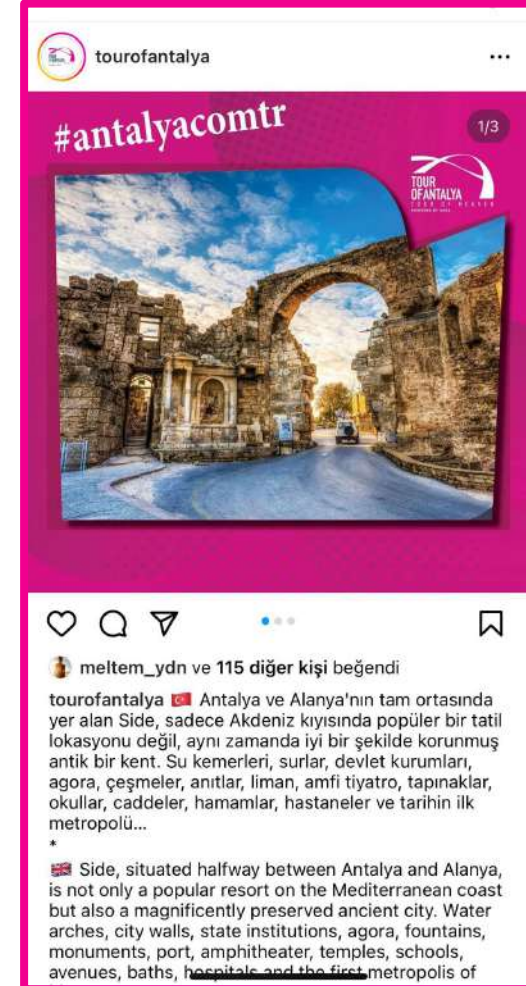 tourofantalya
#antalyacomtr
1/3
TOUR
OFANTALYA
TOUR OF HEAVEN
meltem_ydn ve 115 diğer kişi beğendi
tourofantalya 🇹🇷 Antalya ve Alanya'nın tam ortasında
yer alan Side, sadece Akdeniz kıyısında popüler bir tatil
lokasyonu değil, aynı zamanda iyi bir şekilde korunmuş
antik bir kent. Su kemerleri, surlar, devlet kurumları,
agora, çeşmeler, anıtlar, liman, amfi tiyatro, tapınaklar,
okullar, caddeler, hamamlar, hastaneler ve tarihin ilk
metropolü...
*
🇬🇧 Side, situated halfway between Antalya and Alanya,
is not only a popular resort on the Mediterranean coast
but also a magnificently preserved ancient city. Water
arches, city walls, state institutions, agora, fountains,
monuments, port, amphitheater, temples, schools,
avenues, baths, hospitals and the first metropolis of